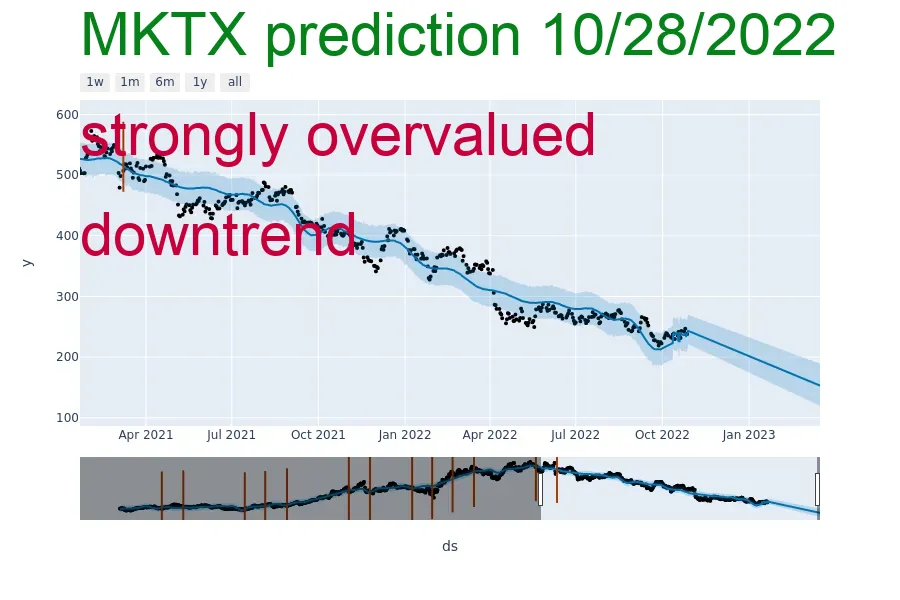 MKTX prediction 10/28/2022
1w 1m 6m 1y all
600
strongly overvalued
500
downtrend
400
y
300
200
100
Apr 2021 Jul 2021 Oct 2021 Jan 2022 Apr 2022 Jul 2022 Oct 2022 Jan 2023
ds